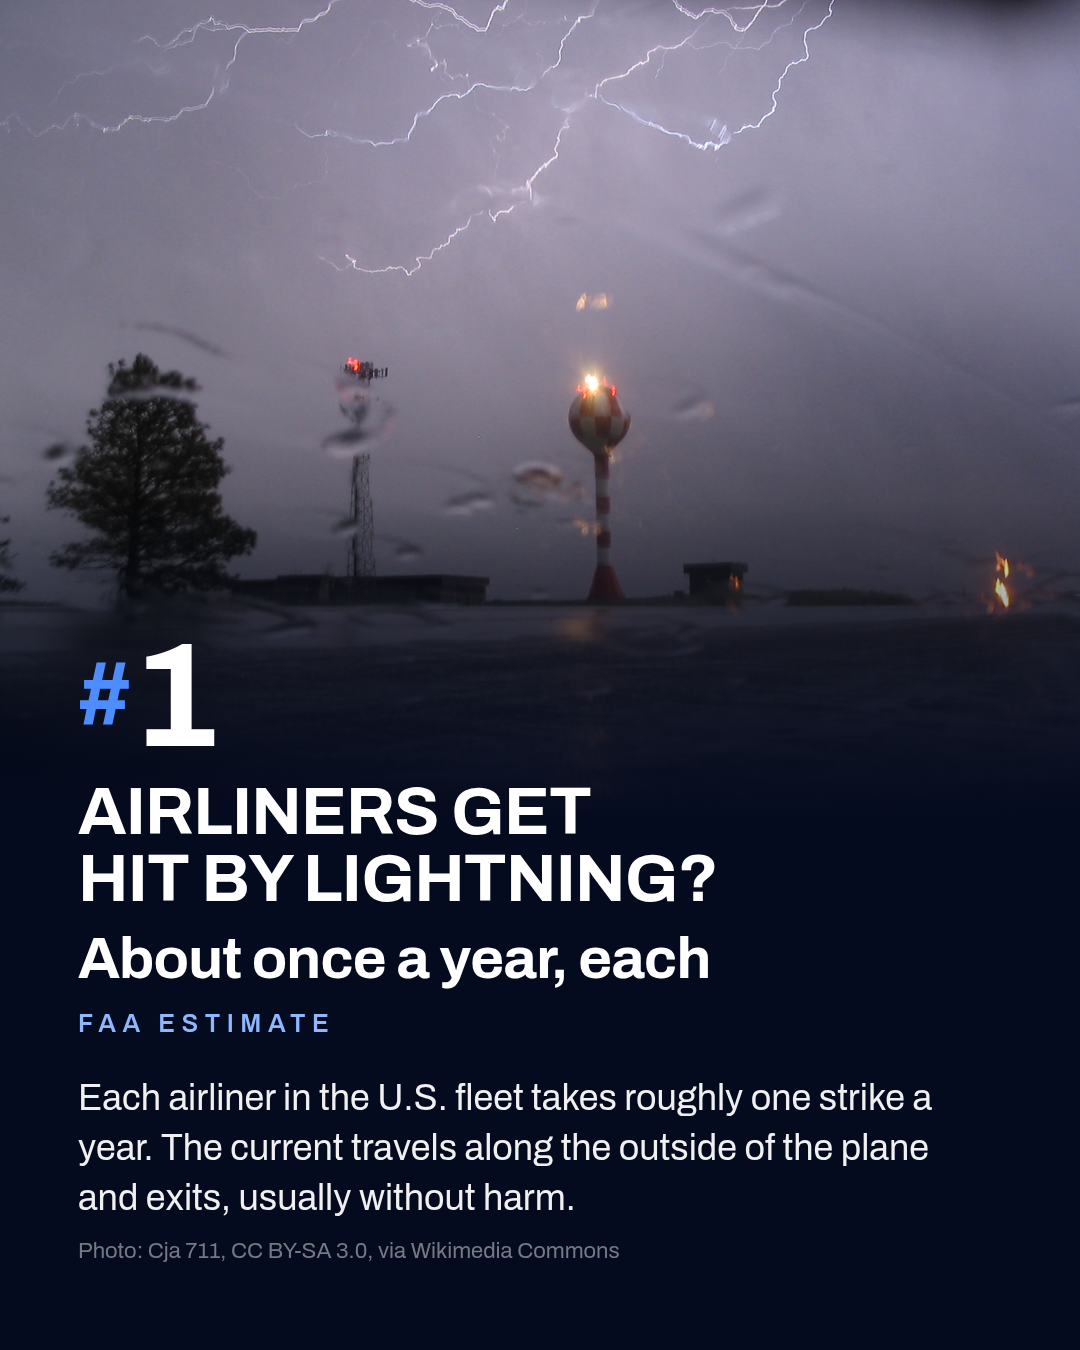 #1
AIRLINERS GET
HIT BY LIGHTNING?
About once a year, each
FAA ESTIMATE
Each airliner in the U.S. fleet takes roughly one strike a
year. The current travels along the outside of the plane
and exits, usually without harm.
Photo: Cja 711, CC BY-SA 3.0, via Wikimedia Commons